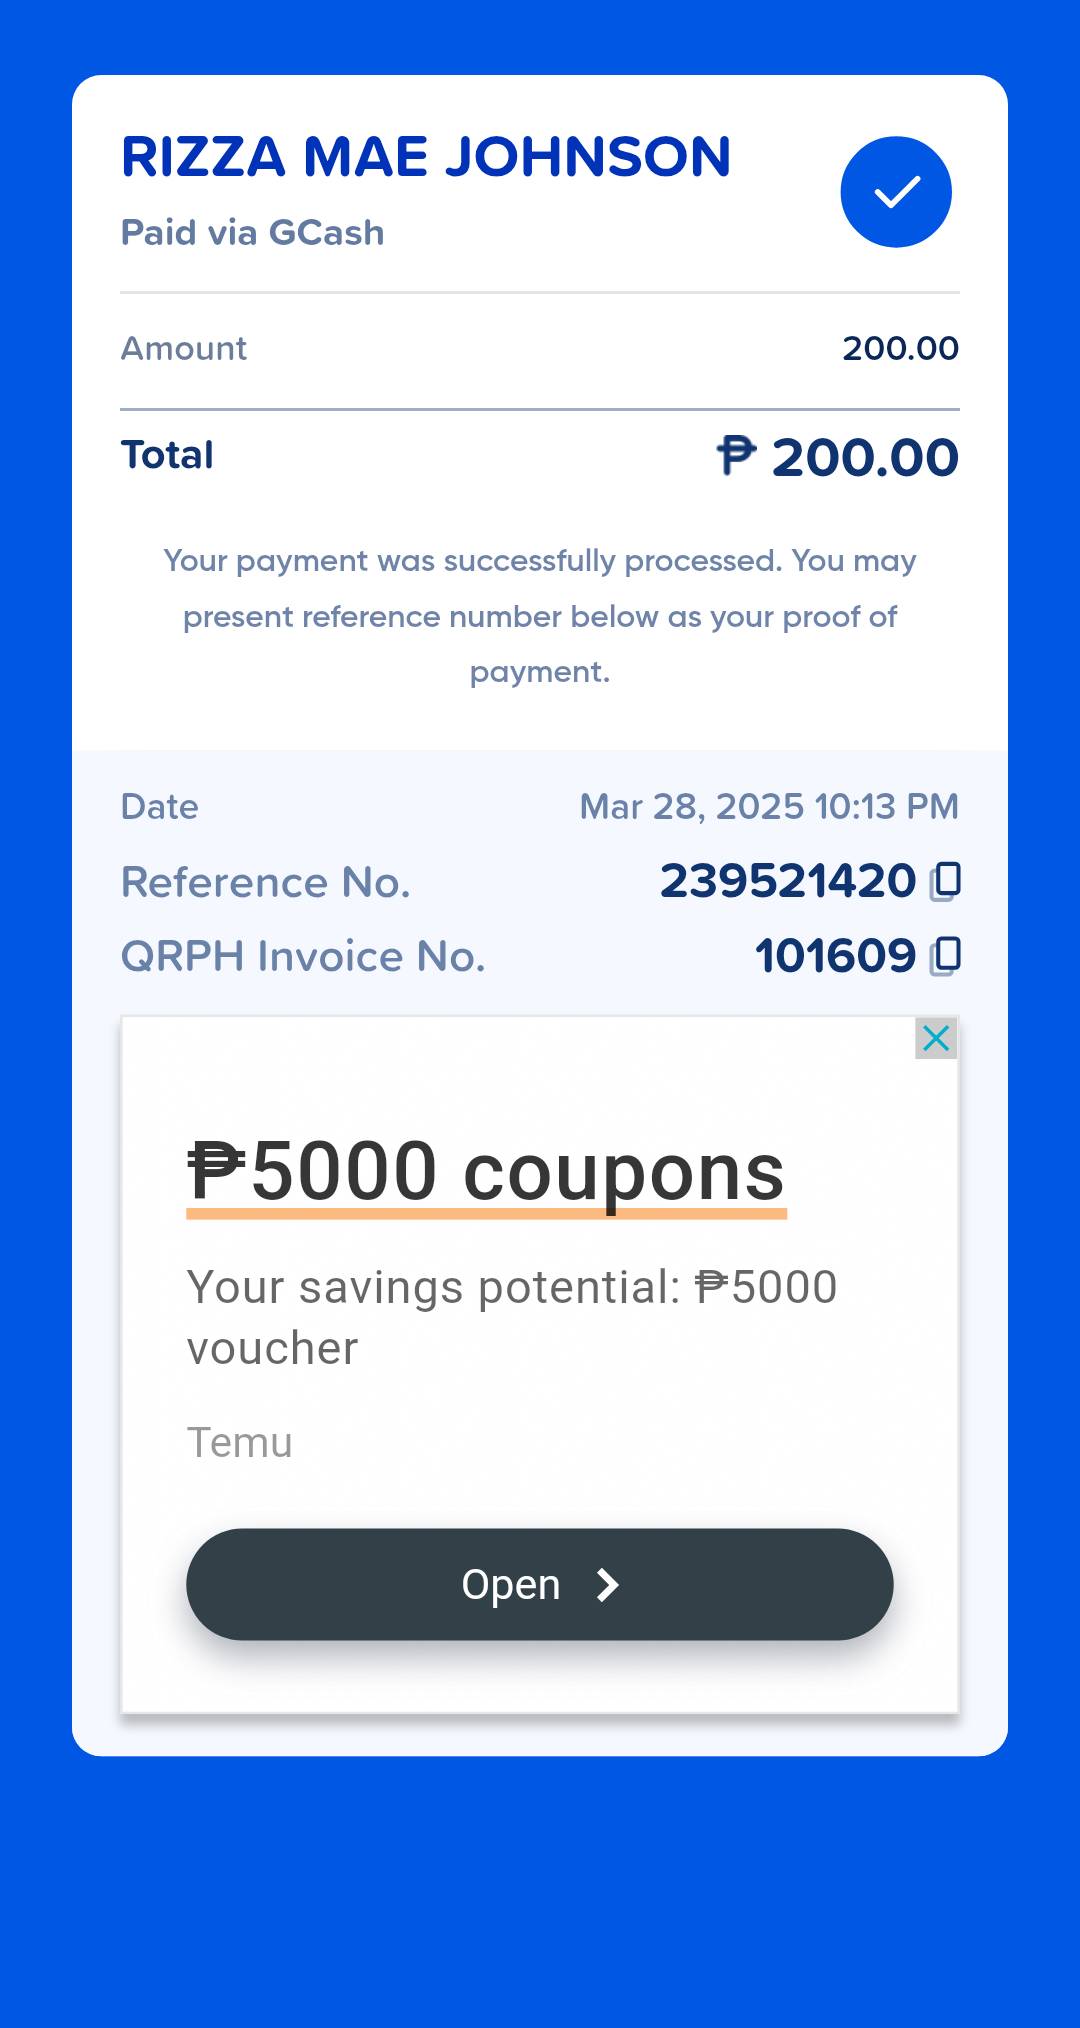 RIZZA MAE JOHNSON
Paid via GCash
Amount 200.00
Total ₱ 200.00
Your payment was successfully processed. You may
present reference number below as your proof of
payment.
Date Mar 28, 2025 10:13 PM
Reference No. 239521420
QRPH Invoice No. 101609
₱5000 coupons
Your savings potential: ₱5000
voucher
Temu
Open